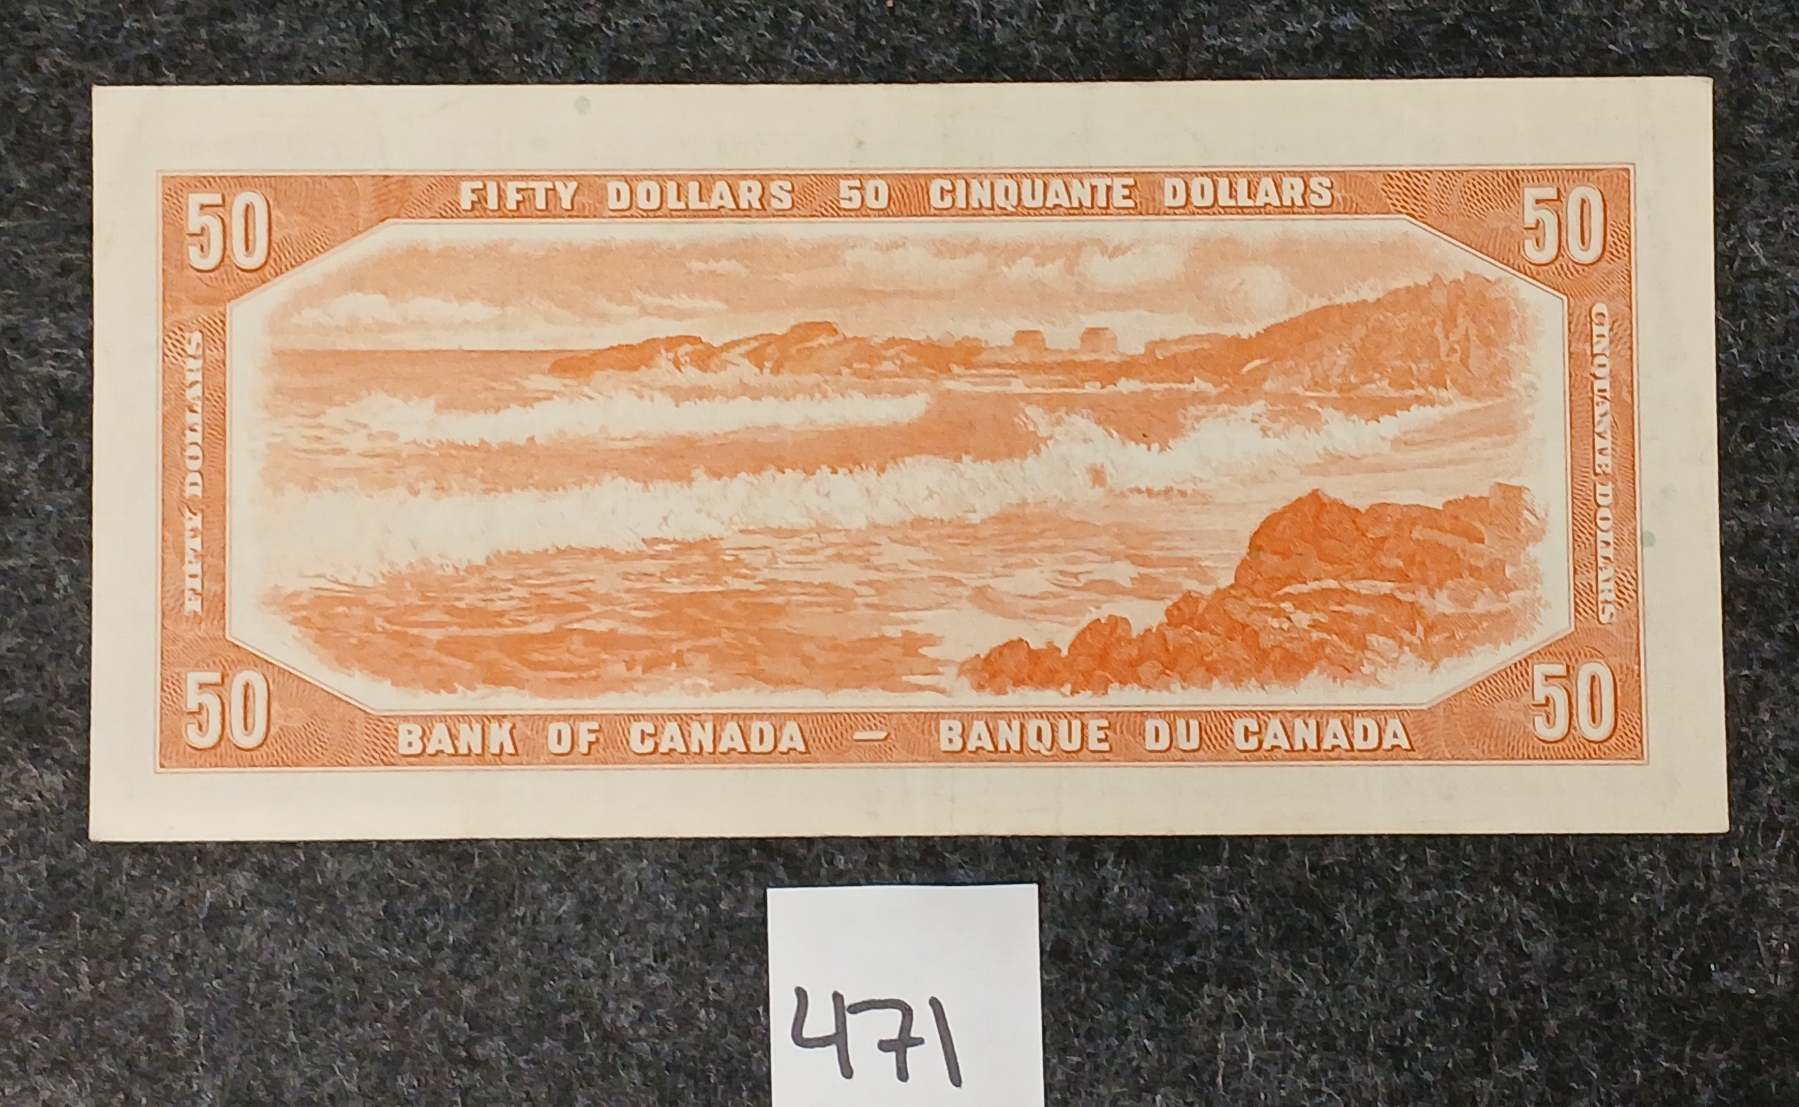 FIFTY DOLLARS 50 CINQUANTE DOLLARS
50
50
FIFTY DOLLARS
CINQUANTE DOLLARS
50
50
BANK OF CANADA — BANQUE DU CANADA
471